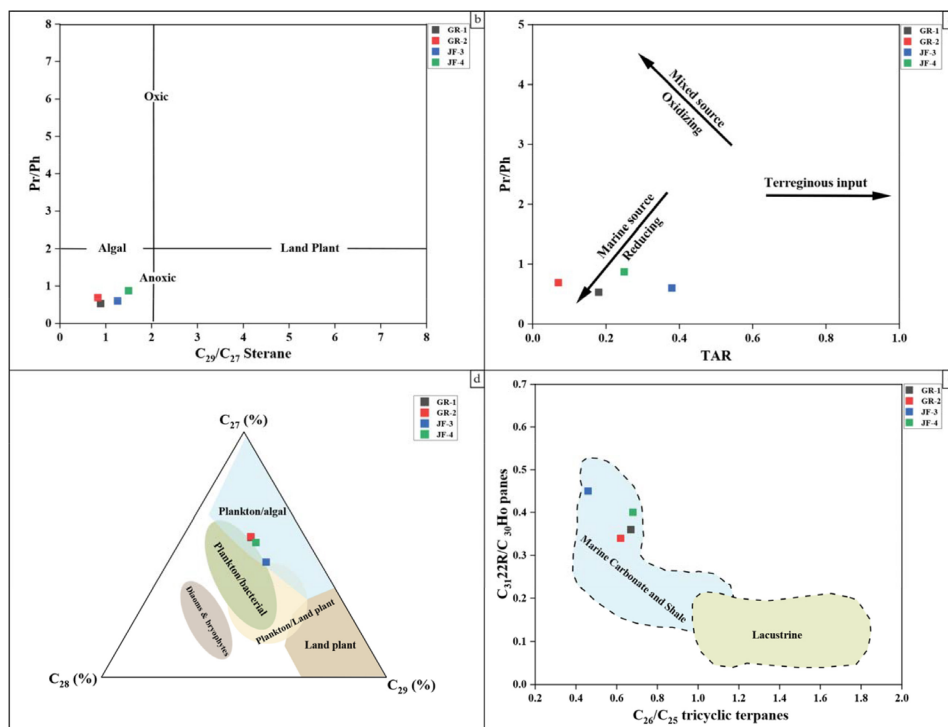 b
GR-1
GR-2
JF-3
JF-4
Pr/Ph
8
7
6
5
4
3
2
1
0
Oxic
Algal
Land Plant
Anoxic
0 1 2 3 4 5 6 7 8
C29/C27 Sterane
GR-1
GR-2
JF-3
JF-4
Pr/Ph
5
4
3
2
1
0
Mixed source
Oxidizing
Terreginous input
Marine source
Reducing
0.0 0.2 0.4 0.6 0.8 1.0
TAR
d
GR-1
GR-2
JF-3
JF-4
C27 (%)
Plankton/algal
Plankton/bacterial
Diaoms & bryophytes
Plankton/Land plant
Land plant
C28 (%)
C29 (%)
GR-1
GR-2
JF-3
JF-4
C3122R/C 30Ho panes
0.7
0.6
0.5
0.4
0.3
0.2
0.1
0.0
Marine Carbonate and Shale
Lacustrine
0.2 0.4 0.6 0.8 1.0 1.2 1.4 1.6 1.8 2.0
C26/C25 tricyclic terpanes